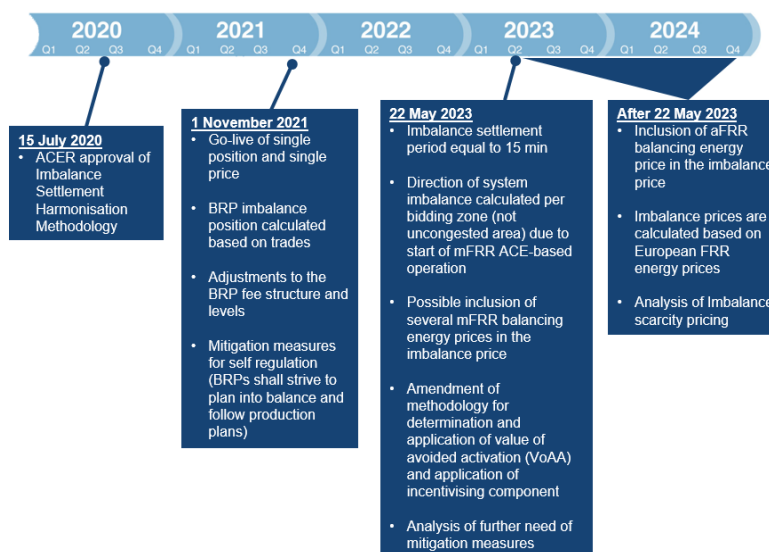 2020 2021 2022 2023 2024
Q1 Q2 Q3 Q4 Q1 Q2 Q3 Q4 Q1 Q2 Q3 Q4 Q1 Q2 Q3 Q4 Q1 Q2 Q3 Q4
15 July 2020
• ACER approval of
Imbalance
Settlement
Harmonisation
Methodology
1 November 2021
• Go-live of single
position and single
price
• BRP imbalance
position calculated
based on trades
• Adjustments to the
BRP fee structure and
levels
• Mitigation measures
for self regulation
(BRPs shall strive to
plan into balance and
follow production
plans)
22 May 2023
• Imbalance settlement
period equal to 15 min
• Direction of system
imbalance calculated per
bidding zone (not
uncongested area) due to
start of mFRR ACE-based
operation
• Possible inclusion of
several mFRR balancing
energy prices in the
imbalance price
• Amendment of
methodology for
determination and
application of value of
avoided activation (VoAA)
and application of
incentivising component
• Analysis of further need of
mitigation measures
After 22 May 2023
• Inclusion of aFRR
balancing energy
price in the imbalance
price
• Imbalance prices are
calculated based on
European FRR
energy prices
• Analysis of Imbalance
scarcity pricing